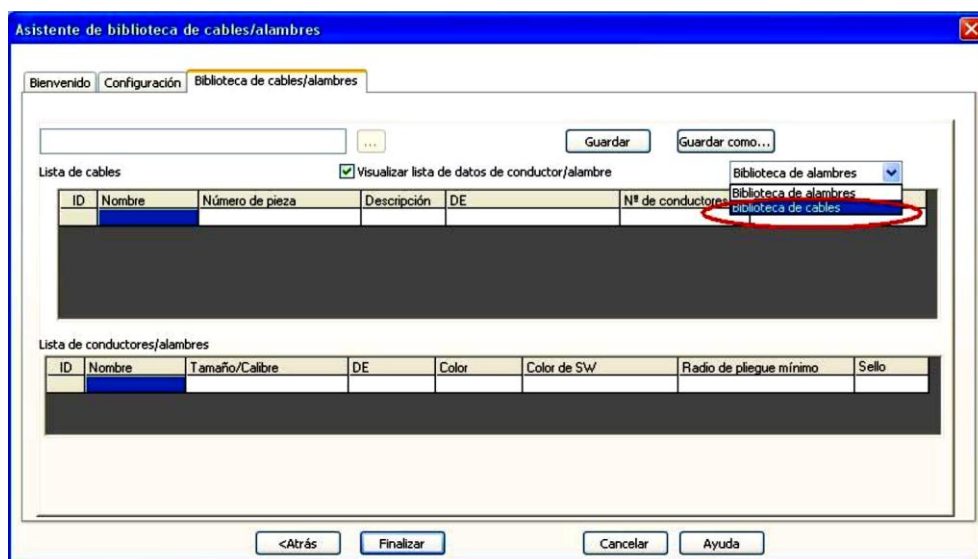 Asistente de biblioteca de cables/alambres
Bienvenido Configuración Biblioteca de cables/alambres
... Guardar Guardar como...
Lista de cables Visualizar lista de datos de conductor/alambre Biblioteca de alambres
Biblioteca de alambres
Biblioteca de cables
ID Nombre Número de pieza Descripción DE Nº de conductores
Lista de conductores/alambres
ID Nombre Tamaño/Calibre DE Color Color de SW Radio de pliegue mínimo Sello
<Atrás Finalizar Cancelar Ayuda